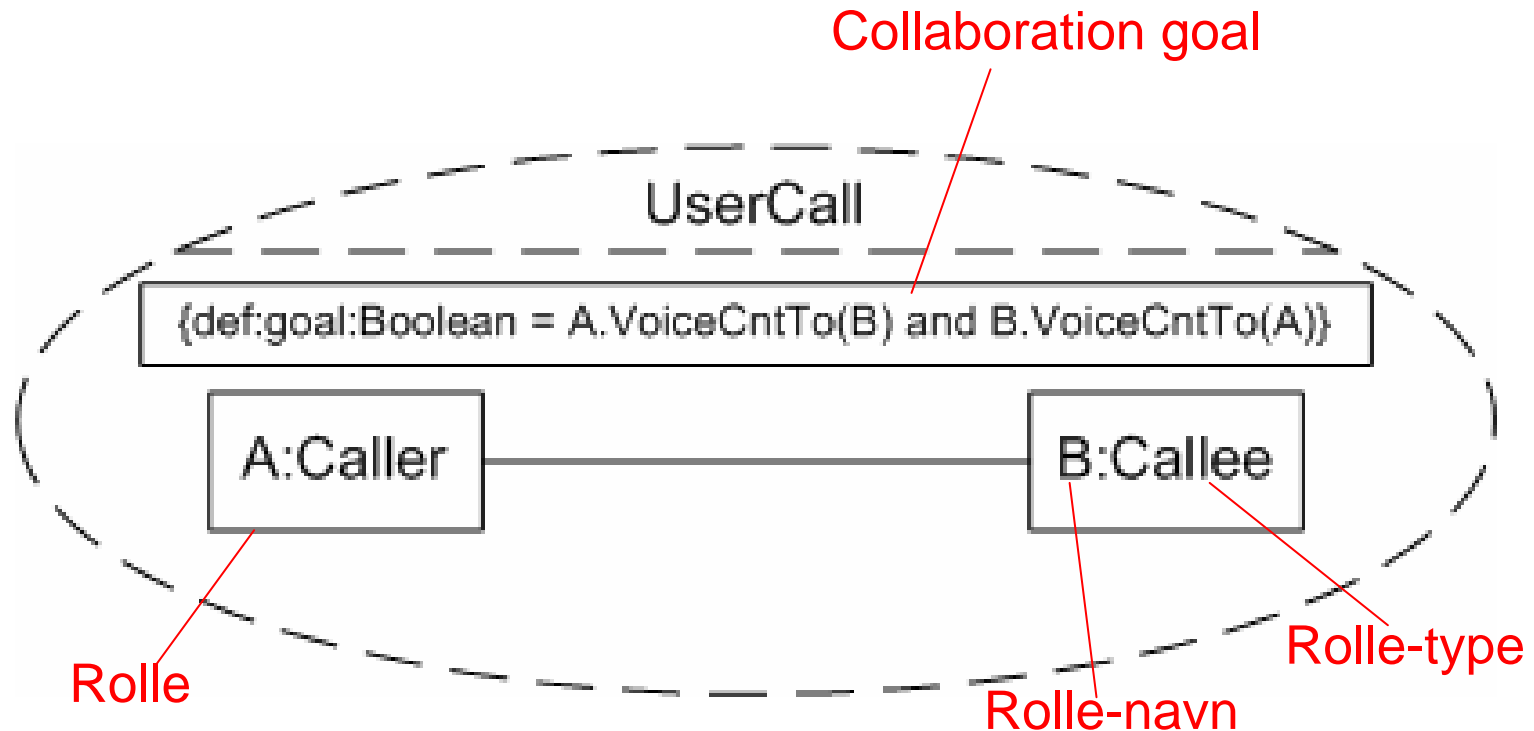 Collaboration goal
UserCall
{def:goal:Boolean = A.VoiceCntTo(B) and B.VoiceCntTo(A)}
A:Caller
B:Callee
Rolle
Rolle-navn
Rolle-type